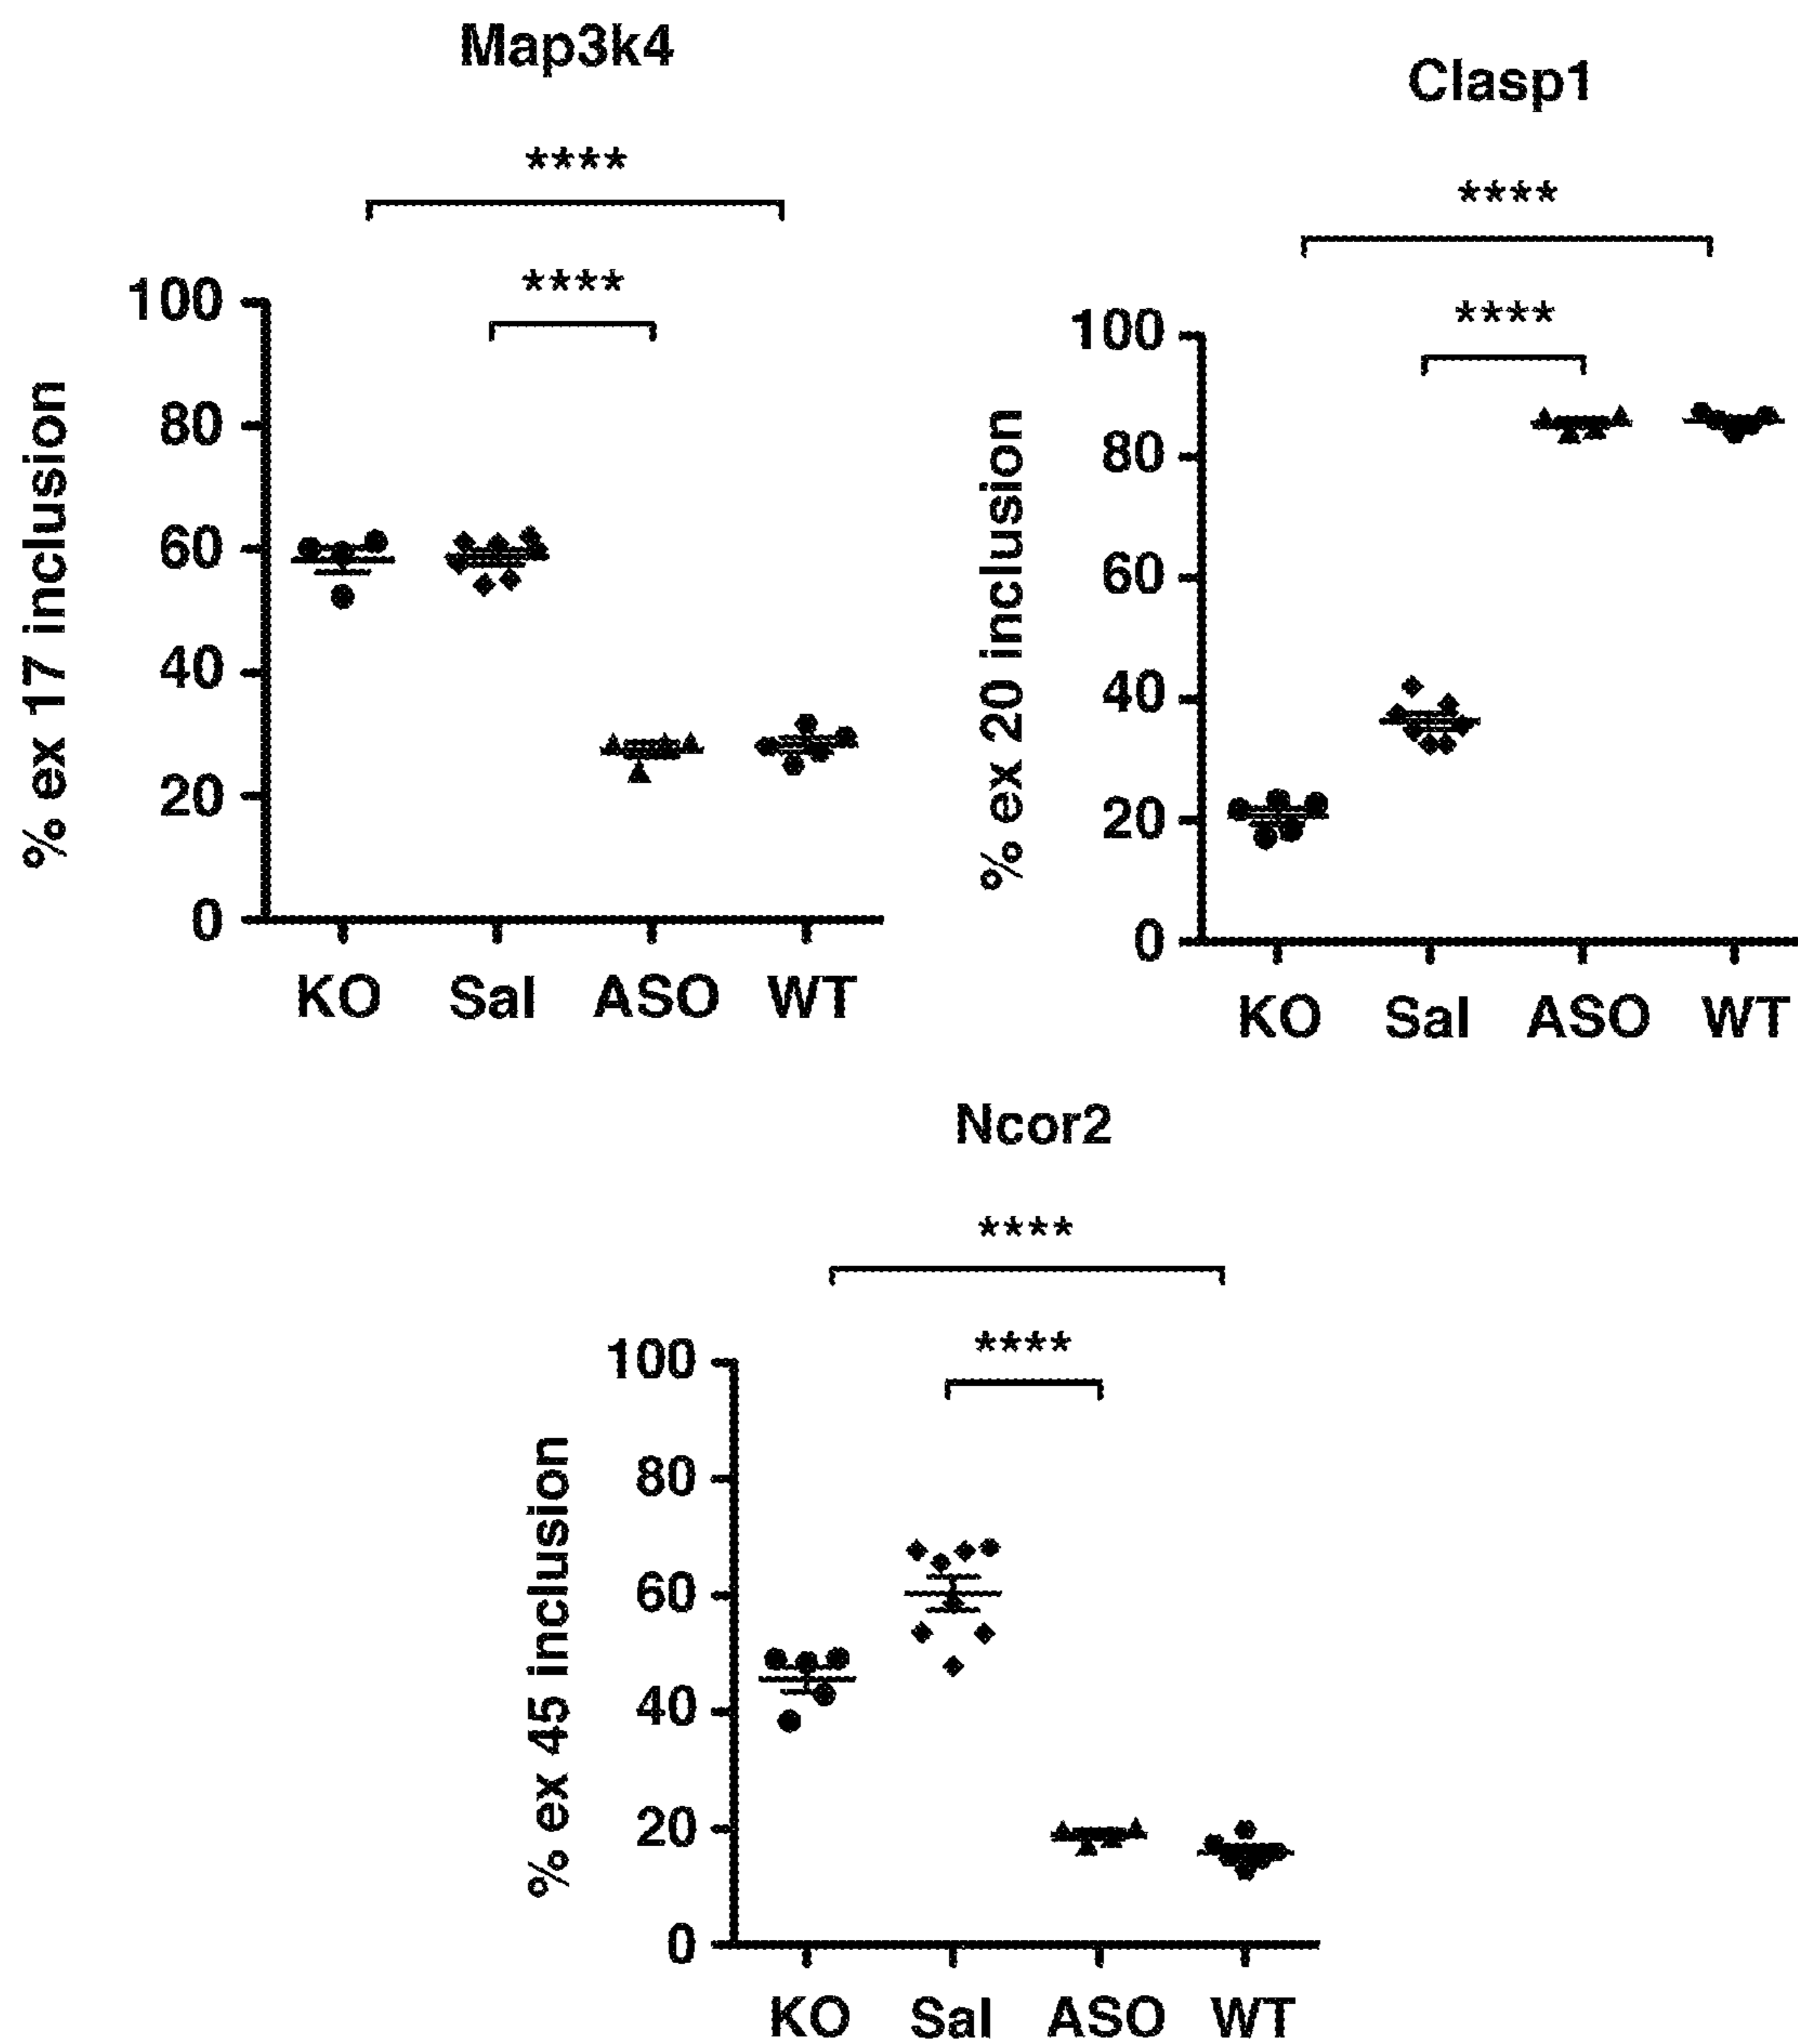 Map3k4
****
****
% ex 17 inclusion
100
80
60
40
20
0
KO Sal ASO WT
Clasp1
****
****
% ex 20 inclusion
100
80
60
40
20
0
KO Sal ASO WT
Ncor2
****
****
% ex 45 inclusion
100
80
60
40
20
0
KO Sal ASO WT